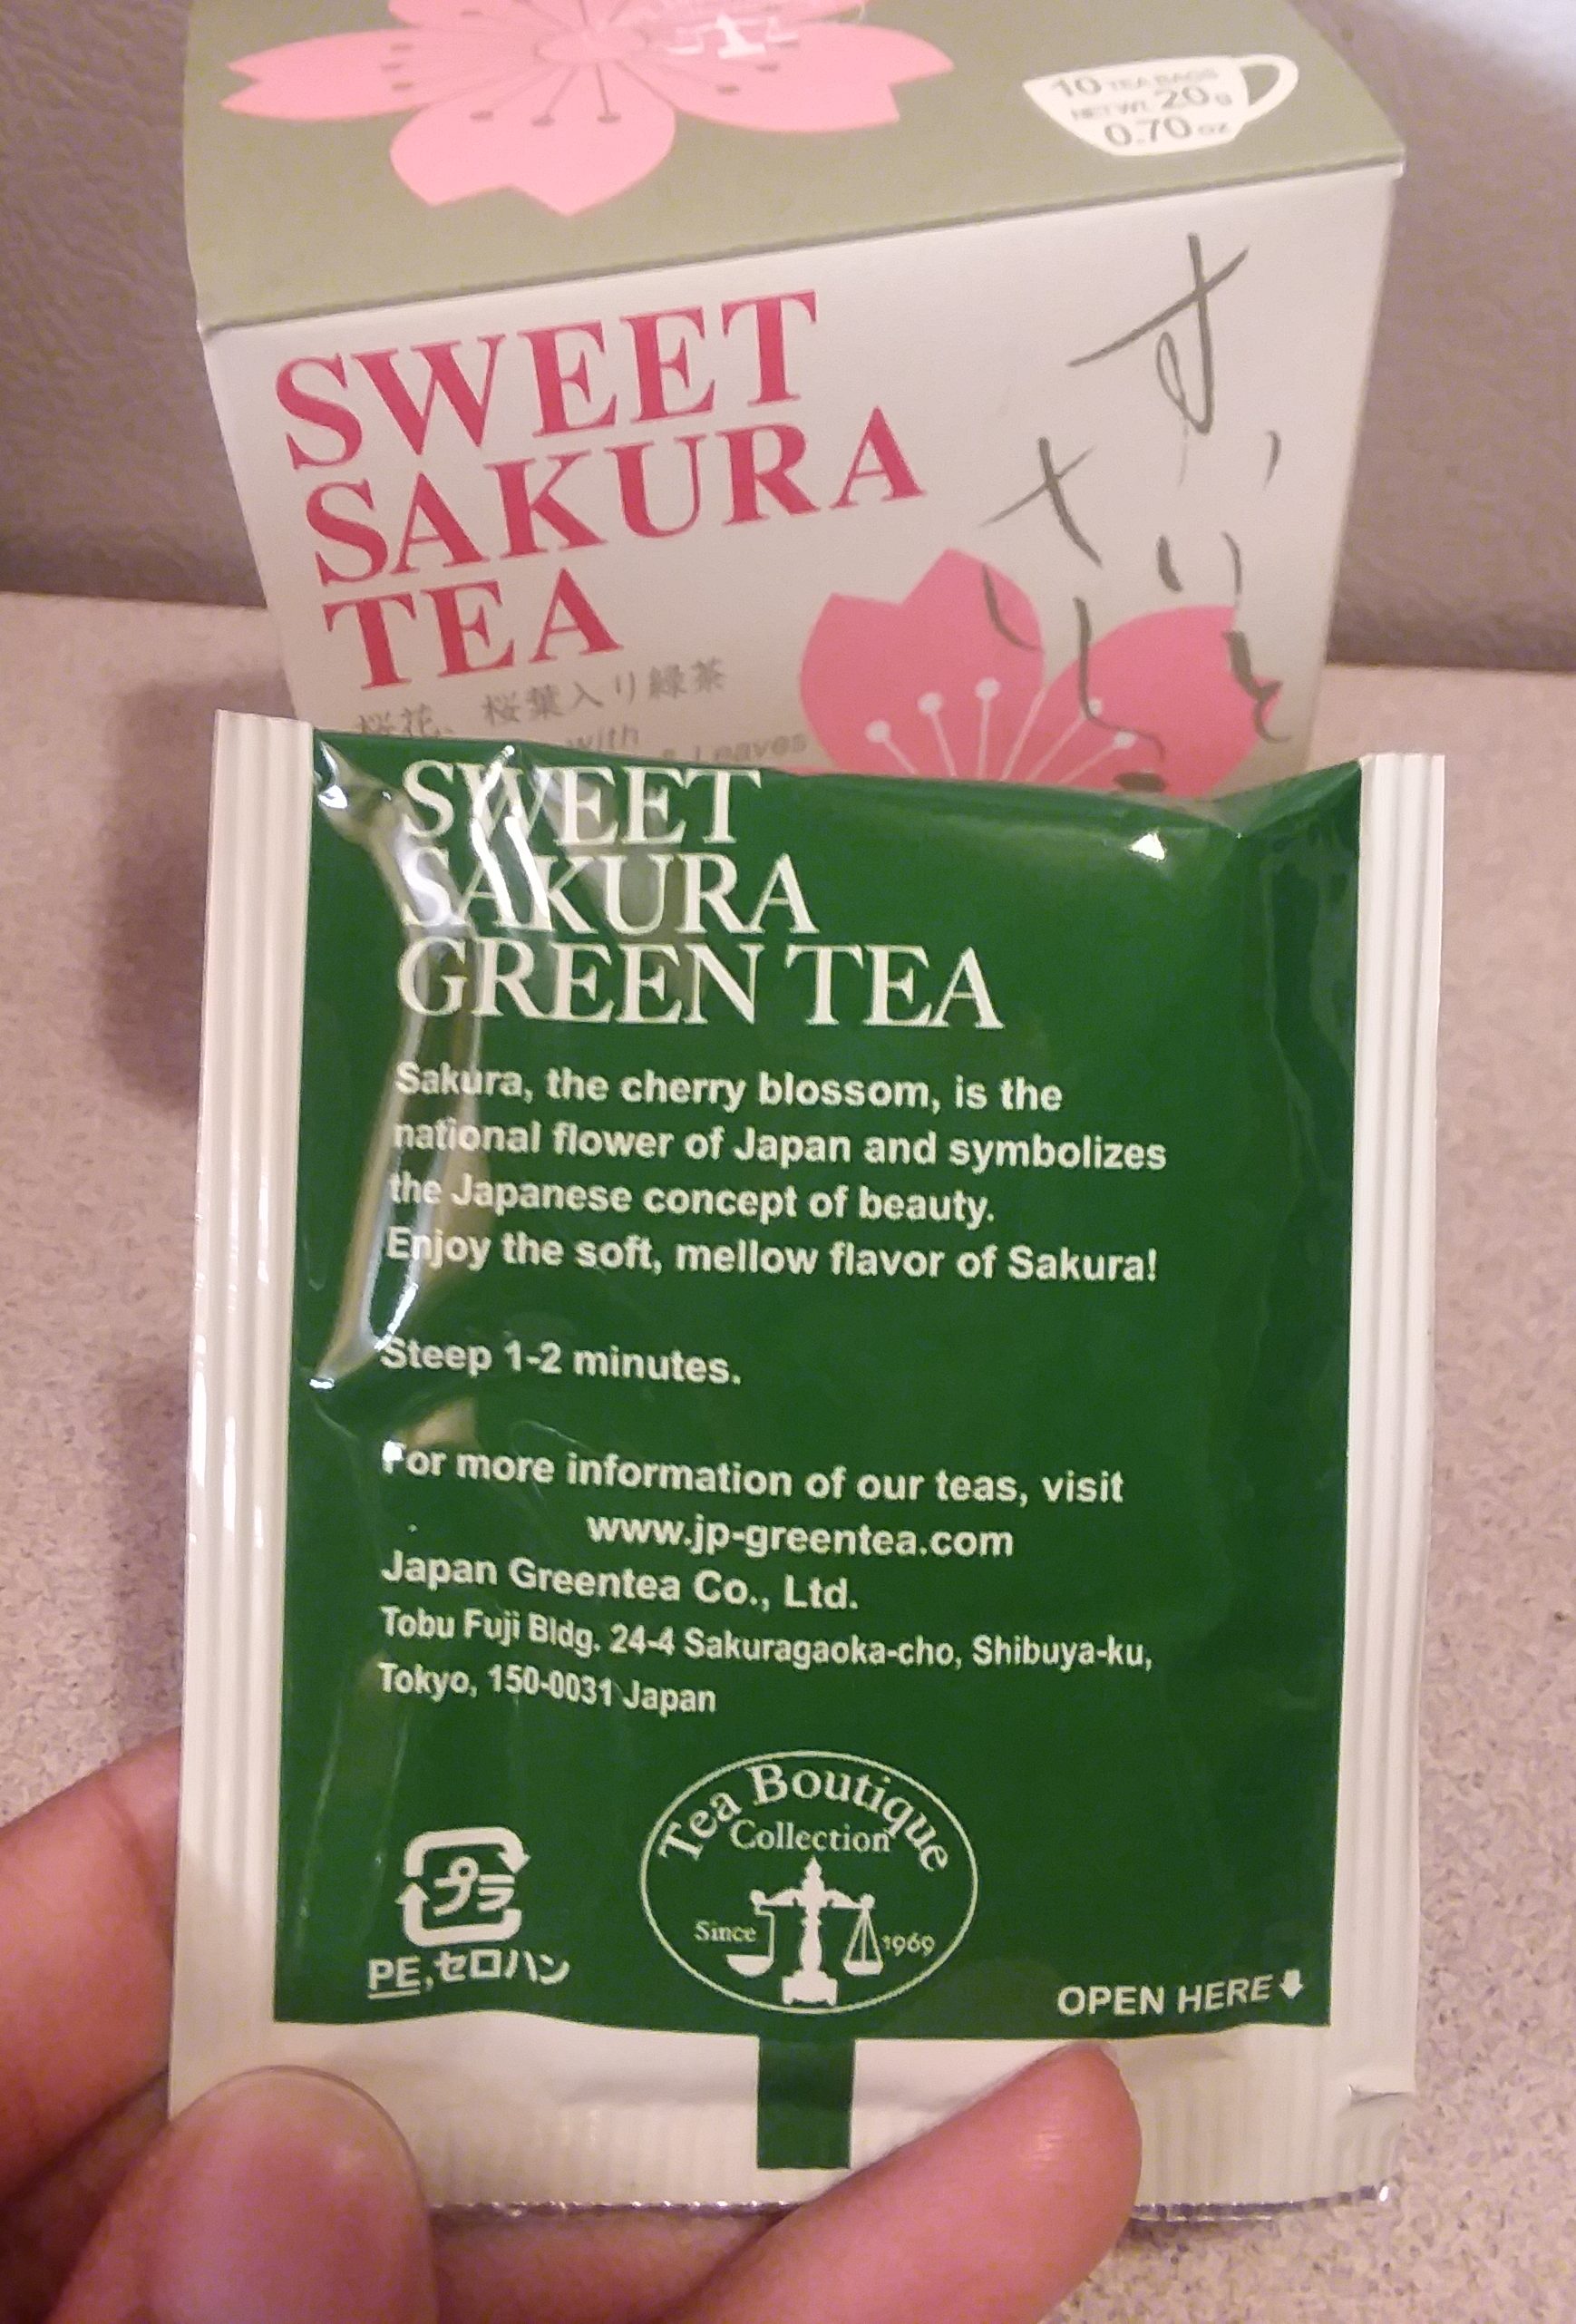 10 TEA BAGS
NET WT. 20g
0.70 oz
SWEET
SAKURA
TEA
桜花、桜葉入り緑茶
with
& Leaves
SWEET
SAKURA
GREEN TEA
Sakura, the cherry blossom, is the
national flower of Japan and symbolizes
the Japanese concept of beauty.
Enjoy the soft, mellow flavor of Sakura!
Steep 1-2 minutes.
For more information of our teas, visit
www.jp-greentea.com
Japan Greentea Co., Ltd.
Tobu Fuji Bldg. 24-4 Sakuragaoka-cho, Shibuya-ku,
Tokyo, 150-0031 Japan
プラ
PE,セロハン
Tea Boutique
Collection
Since 1969
OPEN HERE